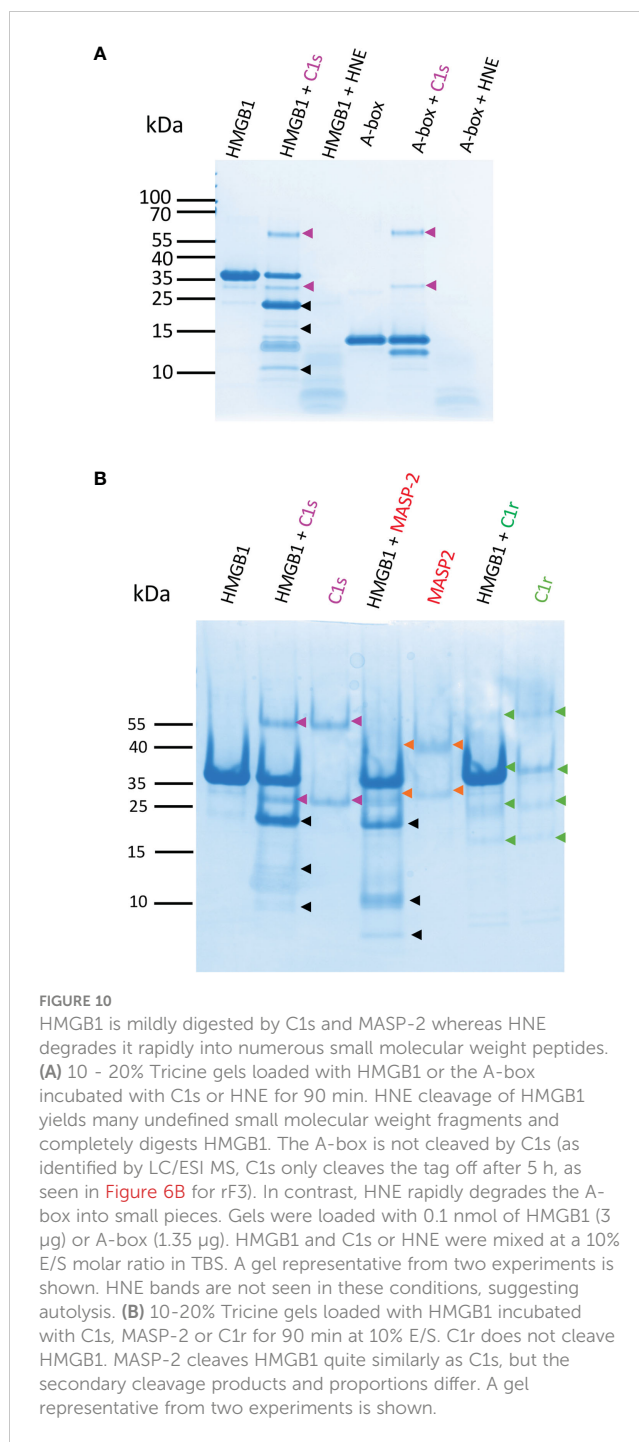 A
kDa
HMGB1
HMGB1 + C1s
HMGB1 + HNE
A-box
A-box + C1s
A-box + HNE
100
70
55
40
35
25
15
10
B
kDa
HMGB1
HMGB1 + C1s
C1s
HMGB1 + MASP-2
MASP2
HMGB1 + C1r
C1r
55
40
35
25
15
10
FIGURE 10
HMGB1 is mildly digested by C1s and MASP-2 whereas HNE
degrades it rapidly into numerous small molecular weight peptides.
(A) 10 - 20% Tricine gels loaded with HMGB1 or the A-box
incubated with C1s or HNE for 90 min. HNE cleavage of HMGB1
yields many undefined small molecular weight fragments and
completely digests HMGB1. The A-box is not cleaved by C1s (as
identified by LC/ESI MS, C1s only cleaves the tag off after 5 h, as
seen in Figure 6B for rF3). In contrast, HNE rapidly degrades the A-
box into small pieces. Gels were loaded with 0.1 nmol of HMGB1 (3
µg) or A-box (1.35 µg). HMGB1 and C1s or HNE were mixed at a 10%
E/S molar ratio in TBS. A gel representative from two experiments is
shown. HNE bands are not seen in these conditions, suggesting
autolysis. (B) 10-20% Tricine gels loaded with HMGB1 incubated
with C1s, MASP-2 or C1r for 90 min at 10% E/S. C1r does not cleave
HMGB1. MASP-2 cleaves HMGB1 quite similarly as C1s, but the
secondary cleavage products and proportions differ. A gel
representative from two experiments is shown.